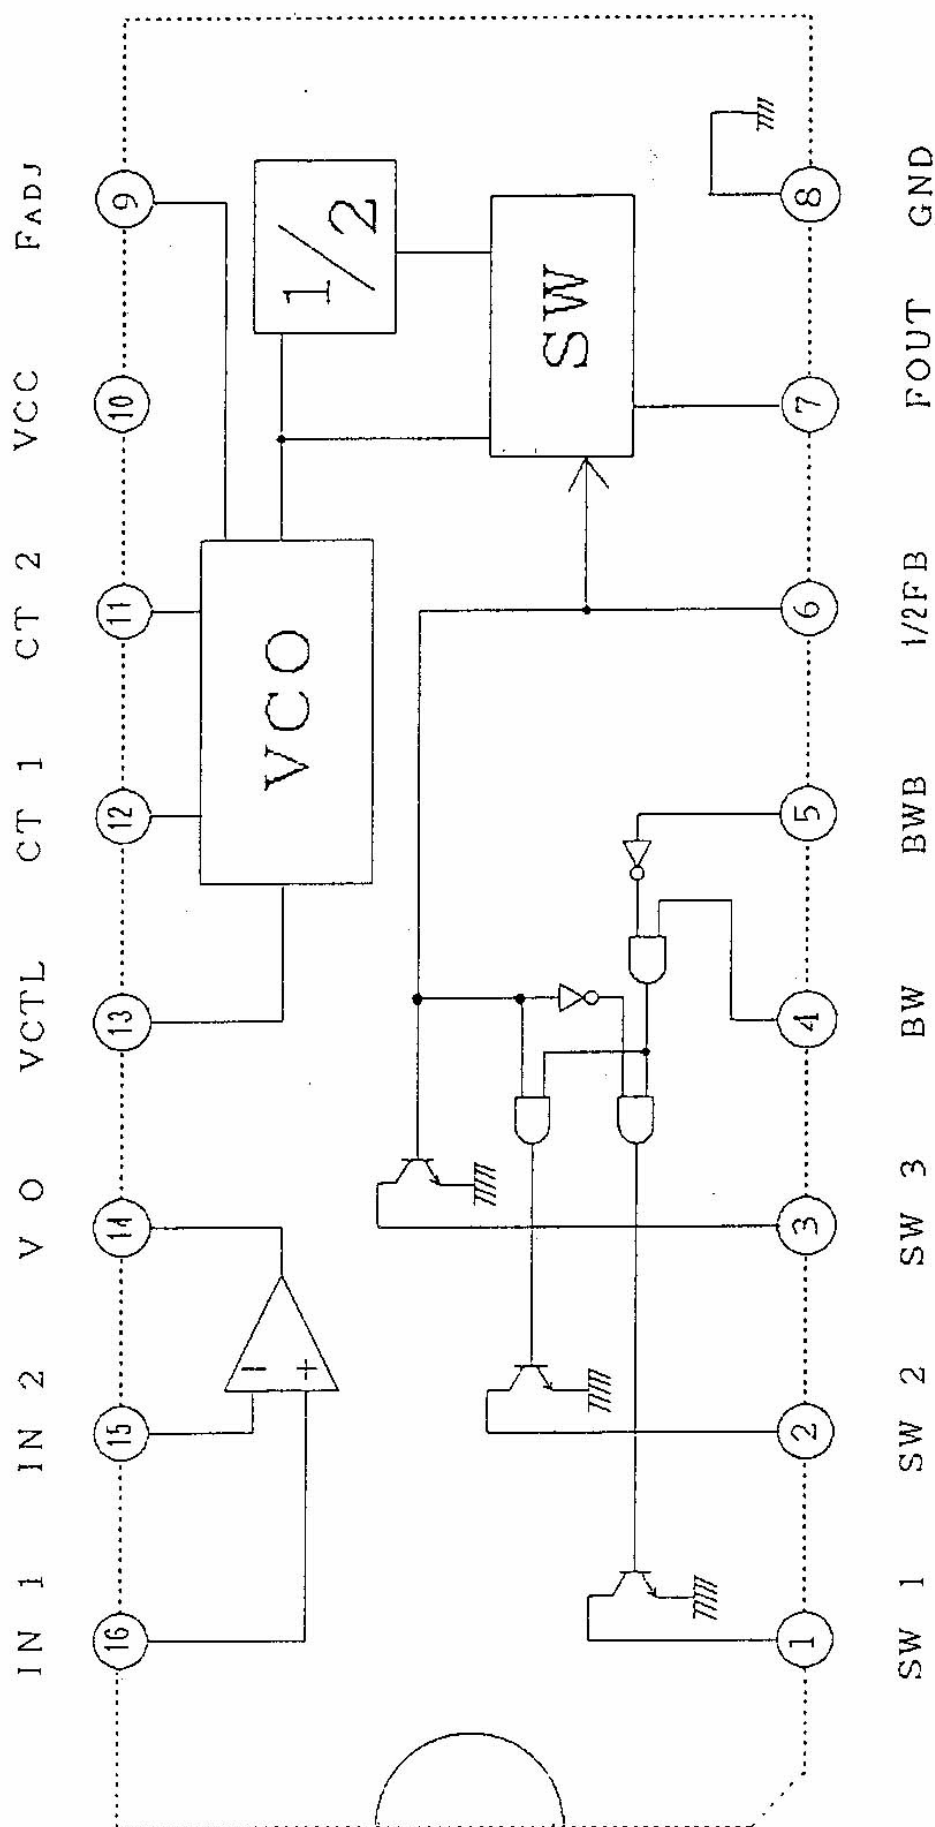 IN 1
IN 2
V O
VCTL
CT 1
CT 2
VCC
FADJ
16
15
14
13
12
11
10
9
- +
VCO
1/2
SW
1
2
3
4
5
6
7
8
SW 1
SW 2
SW 3
BW
BWB
1/2FB
FOUT
GND